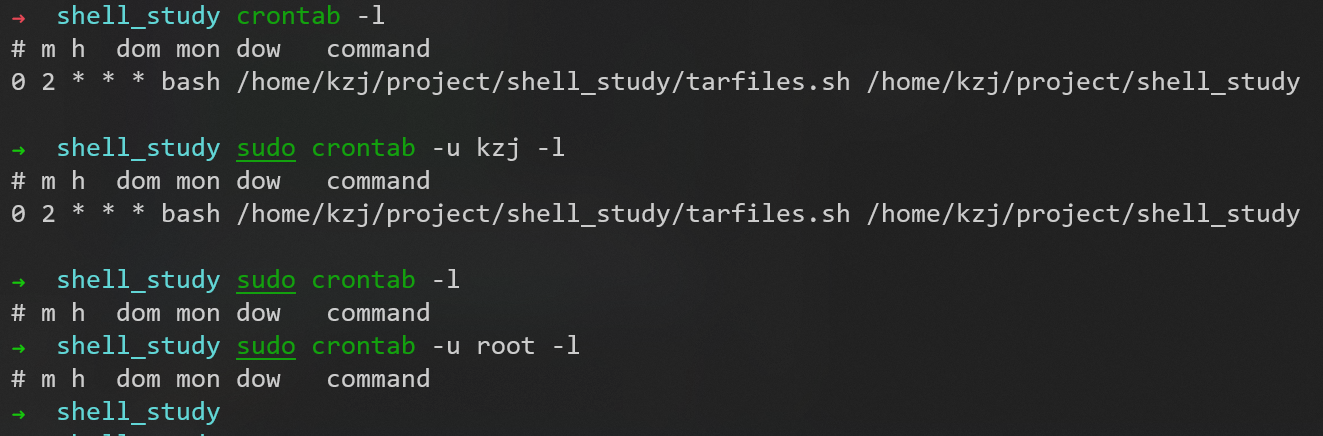 → shell_study crontab -l
# m h  dom mon dow   command
0 2 * * * bash /home/kzj/project/shell_study/tarfiles.sh /home/kzj/project/shell_study
→ shell_study sudo crontab -u kzj -l
# m h  dom mon dow   command
0 2 * * * bash /home/kzj/project/shell_study/tarfiles.sh /home/kzj/project/shell_study
→ shell_study sudo crontab -l
# m h  dom mon dow   command
→ shell_study sudo crontab -u root -l
# m h  dom mon dow   command
→ shell_study